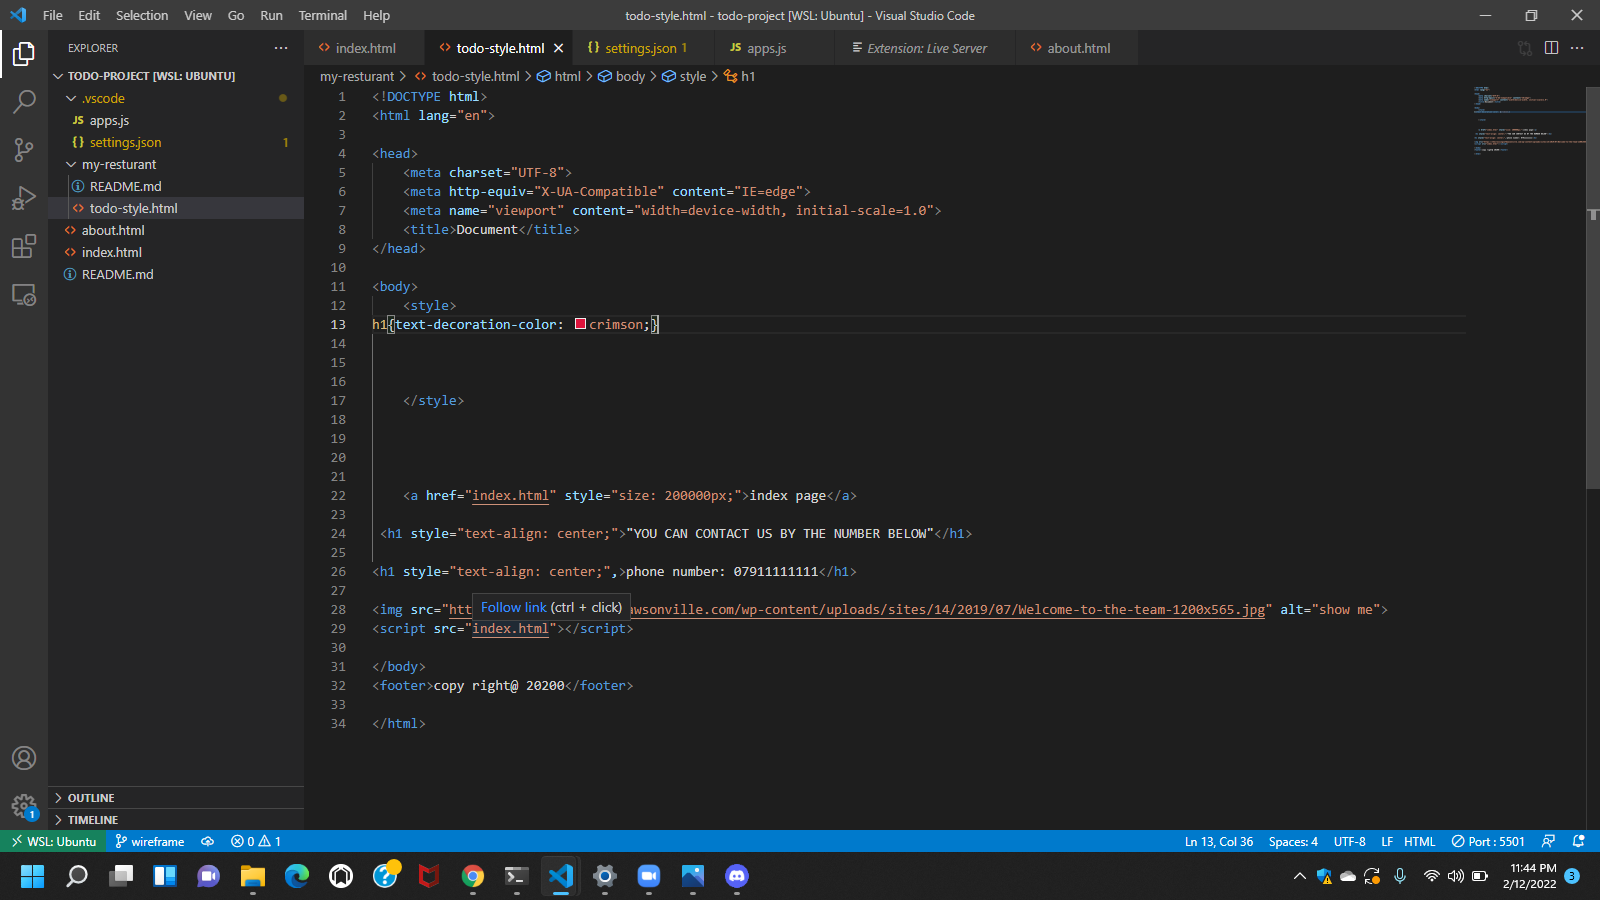 File Edit Selection View Go Run Terminal Help
todo-style.html - todo-project [WSL: Ubuntu] - Visual Studio Code
EXPLORER
TODO-PROJECT [WSL: UBUNTU]
.vscode
JS apps.js
{} settings.json 1
my-resturant
README.md
<> todo-style.html
<> about.html
<> index.html
README.md
OUTLINE
TIMELINE
<> index.html <> todo-style.html {} settings.json 1 JS apps.js Extension: Live Server <> about.html
my-resturant > <> todo-style.html > html > body > style > h1
1 <!DOCTYPE html>
2 <html lang="en">
3
4 <head>
5 <meta charset="UTF-8">
6 <meta http-equiv="X-UA-Compatible" content="IE=edge">
7 <meta name="viewport" content="width=device-width, initial-scale=1.0">
8 <title>Document</title>
9 </head>
10
11 <body>
12 <style>
13 h1{text-decoration-color: crimson;}
14
15
16
17 </style>
18
19
20
21
22 <a href="index.html" style="size: 200000px;">index page</a>
23
24 <h1 style="text-align: center;">"YOU CAN CONTACT US BY THE NUMBER BELOW"</h1>
25
26 <h1 style="text-align: center;",>phone number: 07911111111</h1>
27
Follow link (ctrl + click)
28 <img src="htt awsonville.com/wp-content/uploads/sites/14/2019/07/Welcome-to-the-team-1200x565.jpg" alt="show me">
29 <script src="index.html"></script>
30
31 </body>
32 <footer>copy right@ 20200</footer>
33
34 </html>
1
WSL: Ubuntu wireframe 0 1 Ln 13, Col 36 Spaces: 4 UTF-8 LF HTML Port : 5501
11:44 PM
2/12/2022
3